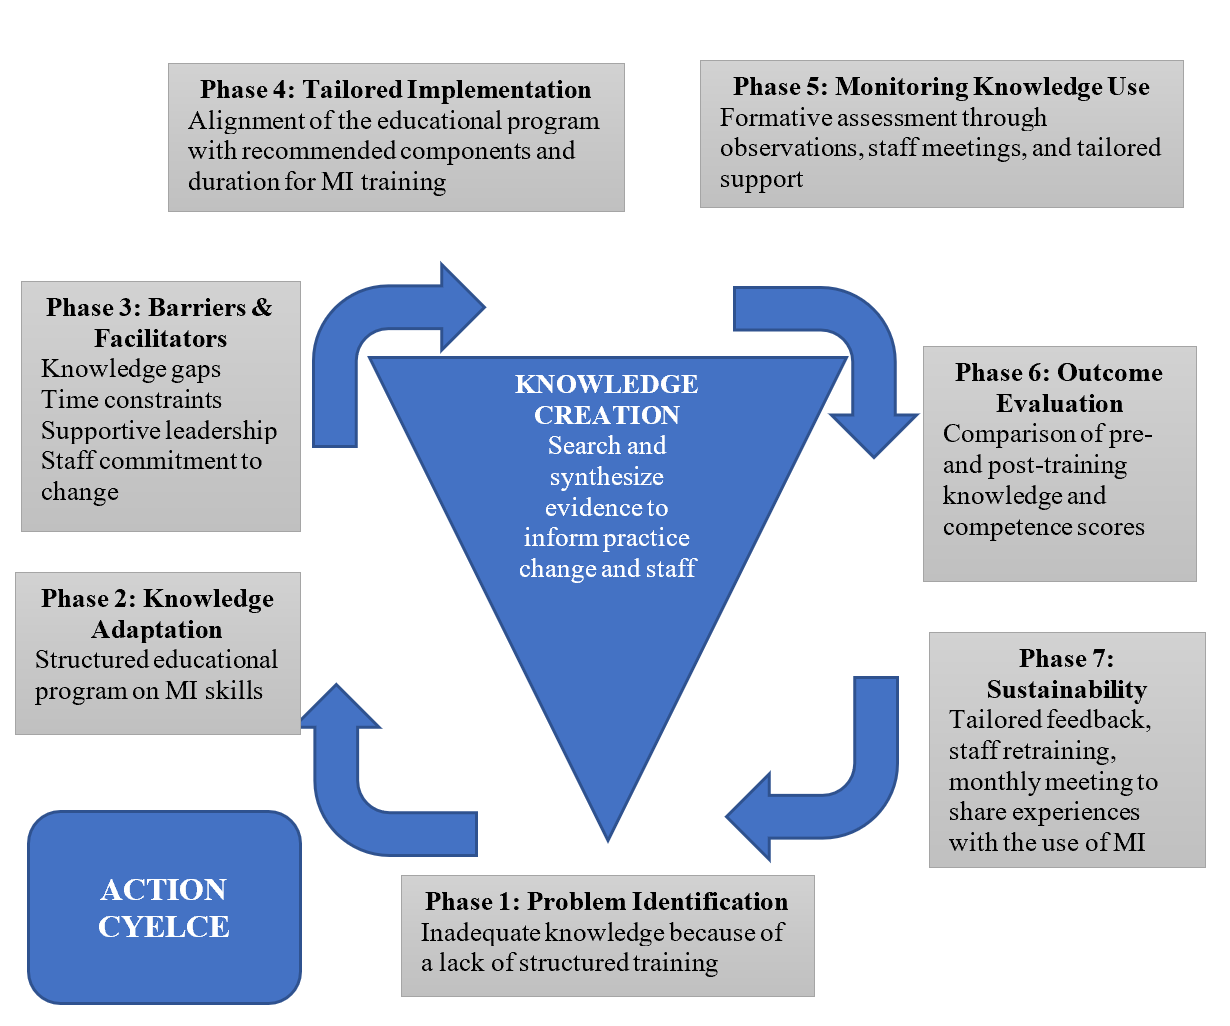 Phase 4: Tailored Implementation
Alignment of the educational program
with recommended components and
duration for MI training
Phase 5: Monitoring Knowledge Use
Formative assessment through
observations, staff meetings, and tailored
support
Phase 3: Barriers &
Facilitators
Knowledge gaps
Time constraints
Supportive leadership
Staff commitment to
change
KNOWLEDGE
CREATION
Search and
synthesize
evidence to
inform practice
change and staff
Phase 6: Outcome
Evaluation
Comparison of pre-
and post-training
knowledge and
competence scores
Phase 2: Knowledge
Adaptation
Structured educational
program on MI skills
Phase 7:
Sustainability
Tailored feedback,
staff retraining,
monthly meeting to
share experiences
with the use of MI
ACTION
CYELCE
Phase 1: Problem Identification
Inadequate knowledge because of
a lack of structured training